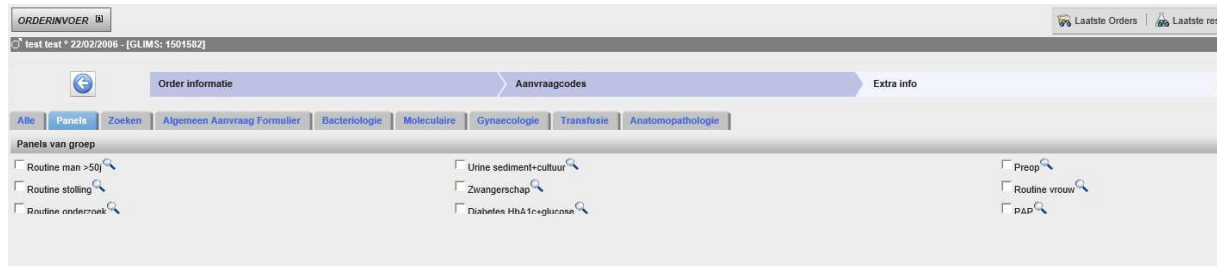 ORDERINVOER
Laatste Orders | Laatste res
test test ° 22/02/2006 - [GLIMS: 1501582]
Order informatie Aanvraagcodes Extra info
Alle Panels Zoeken Algemeen Aanvraag Formulier Bacteriologie Moleculaire Gynaecologie Transfusie Anatomopathologie
Panels van groep
Routine man >50j Urine sediment+cultuur Preop
Routine stolling Zwangerschap Routine vrouw
Routine onderzoek Diabetes HbA1c+glucose PAP